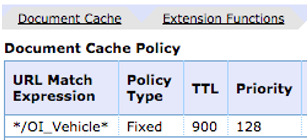 Document Cache Extension Functions
Document Cache Policy
URL Match Expression Policy Type TTL Priority
*/OI_Vehicle* Fixed 900 128